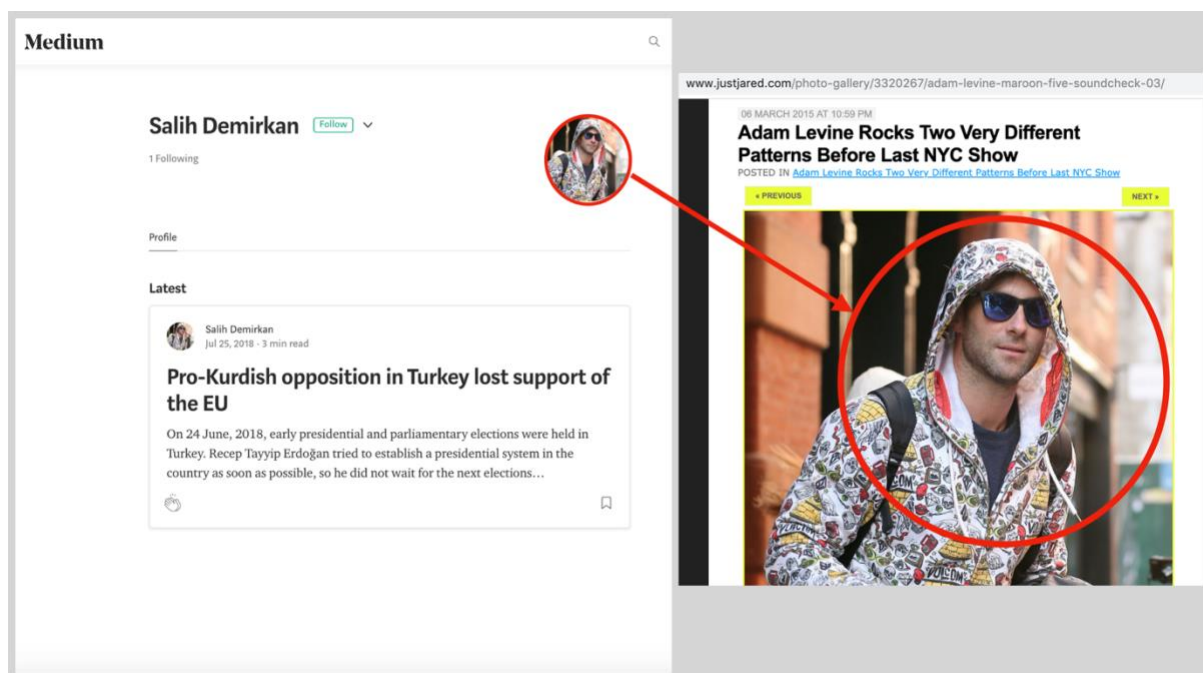 Medium
Salih Demirkan Follow
1 Following
Profile
Latest
Salih Demirkan
Jul 25, 2018 · 3 min read
Pro-Kurdish opposition in Turkey lost support of
the EU
On 24 June, 2018, early presidential and parliamentary elections were held in
Turkey. Recep Tayyip Erdoğan tried to establish a presidential system in the
country as soon as possible, so he did not wait for the next elections…
www.justjared.com/photo-gallery/3320267/adam-levine-maroon-five-soundcheck-03/
06 MARCH 2015 AT 10:59 PM
Adam Levine Rocks Two Very Different
Patterns Before Last NYC Show
POSTED IN Adam Levine Rocks Two Very Different Patterns Before Last NYC Show
« PREVIOUS NEXT »
VOLCOM